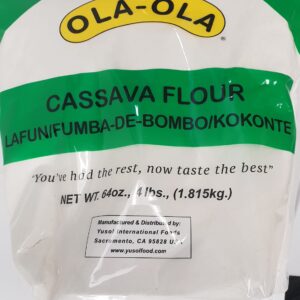 OLA-OLA®
CASSAVA FLOUR
LAFUN/FUMBA-DE-BOMBO/KOKONTE
"You've had the rest, now taste the best"
NET WT. 64oz., 4lbs., (1.815kg.)
Manufactured & Distributed by:
Yusol International Foods
Sacramento, CA 95828 U.S.A
www.yusolfood.com